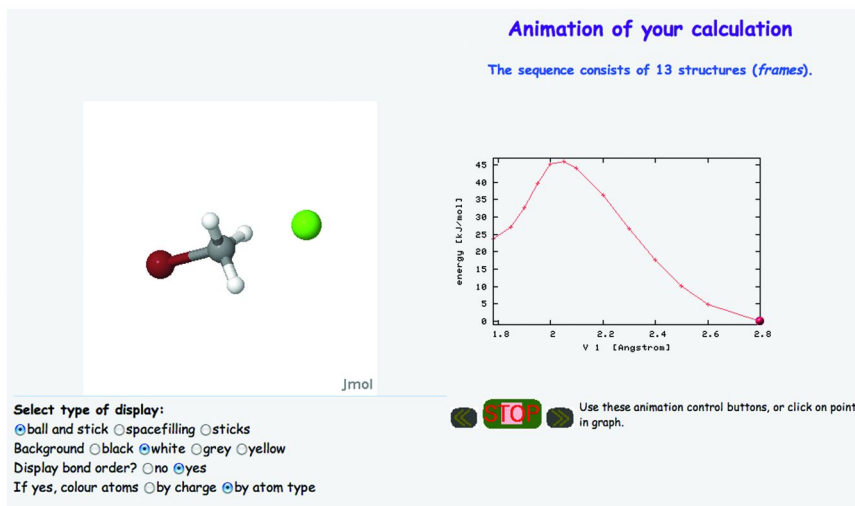 Animation of your calculation
The sequence consists of 13 structures (frames).
Jmol
energy [kJ/mol]
45
40
35
30
25
20
15
10
5
0
1.8 2 2.2 2.4 2.6 2.8
V 1 [Angstrom]
Select type of display:
ball and stick spacefilling sticks
Background black white grey yellow
Display bond order? no yes
If yes, colour atoms by charge by atom type
STOP
Use these animation control buttons, or click on point
in graph.